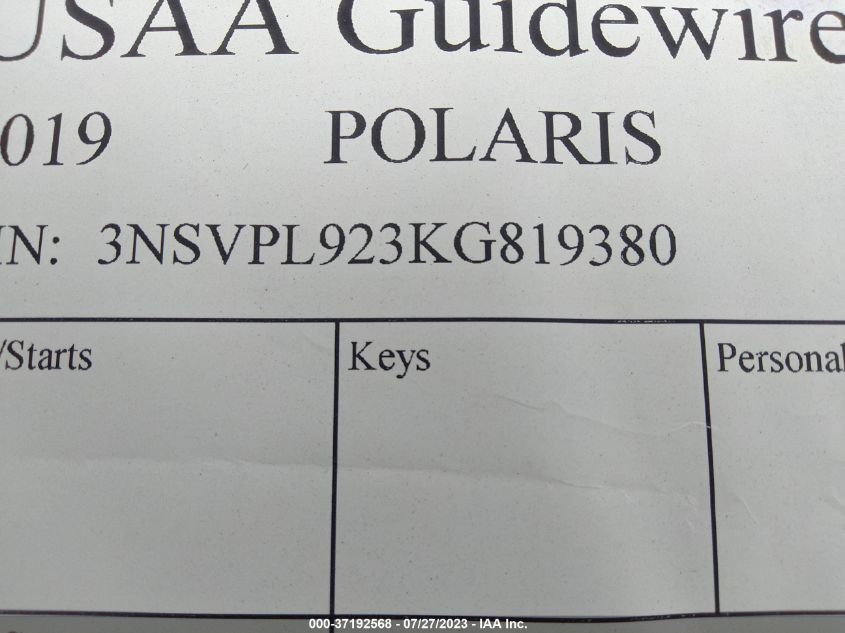 USAA Guidewire
019 POLARIS
IN: 3NSVPL923KG819380
/Starts Keys Personal
000-37192568 - 07/27/2023 - IAA Inc.